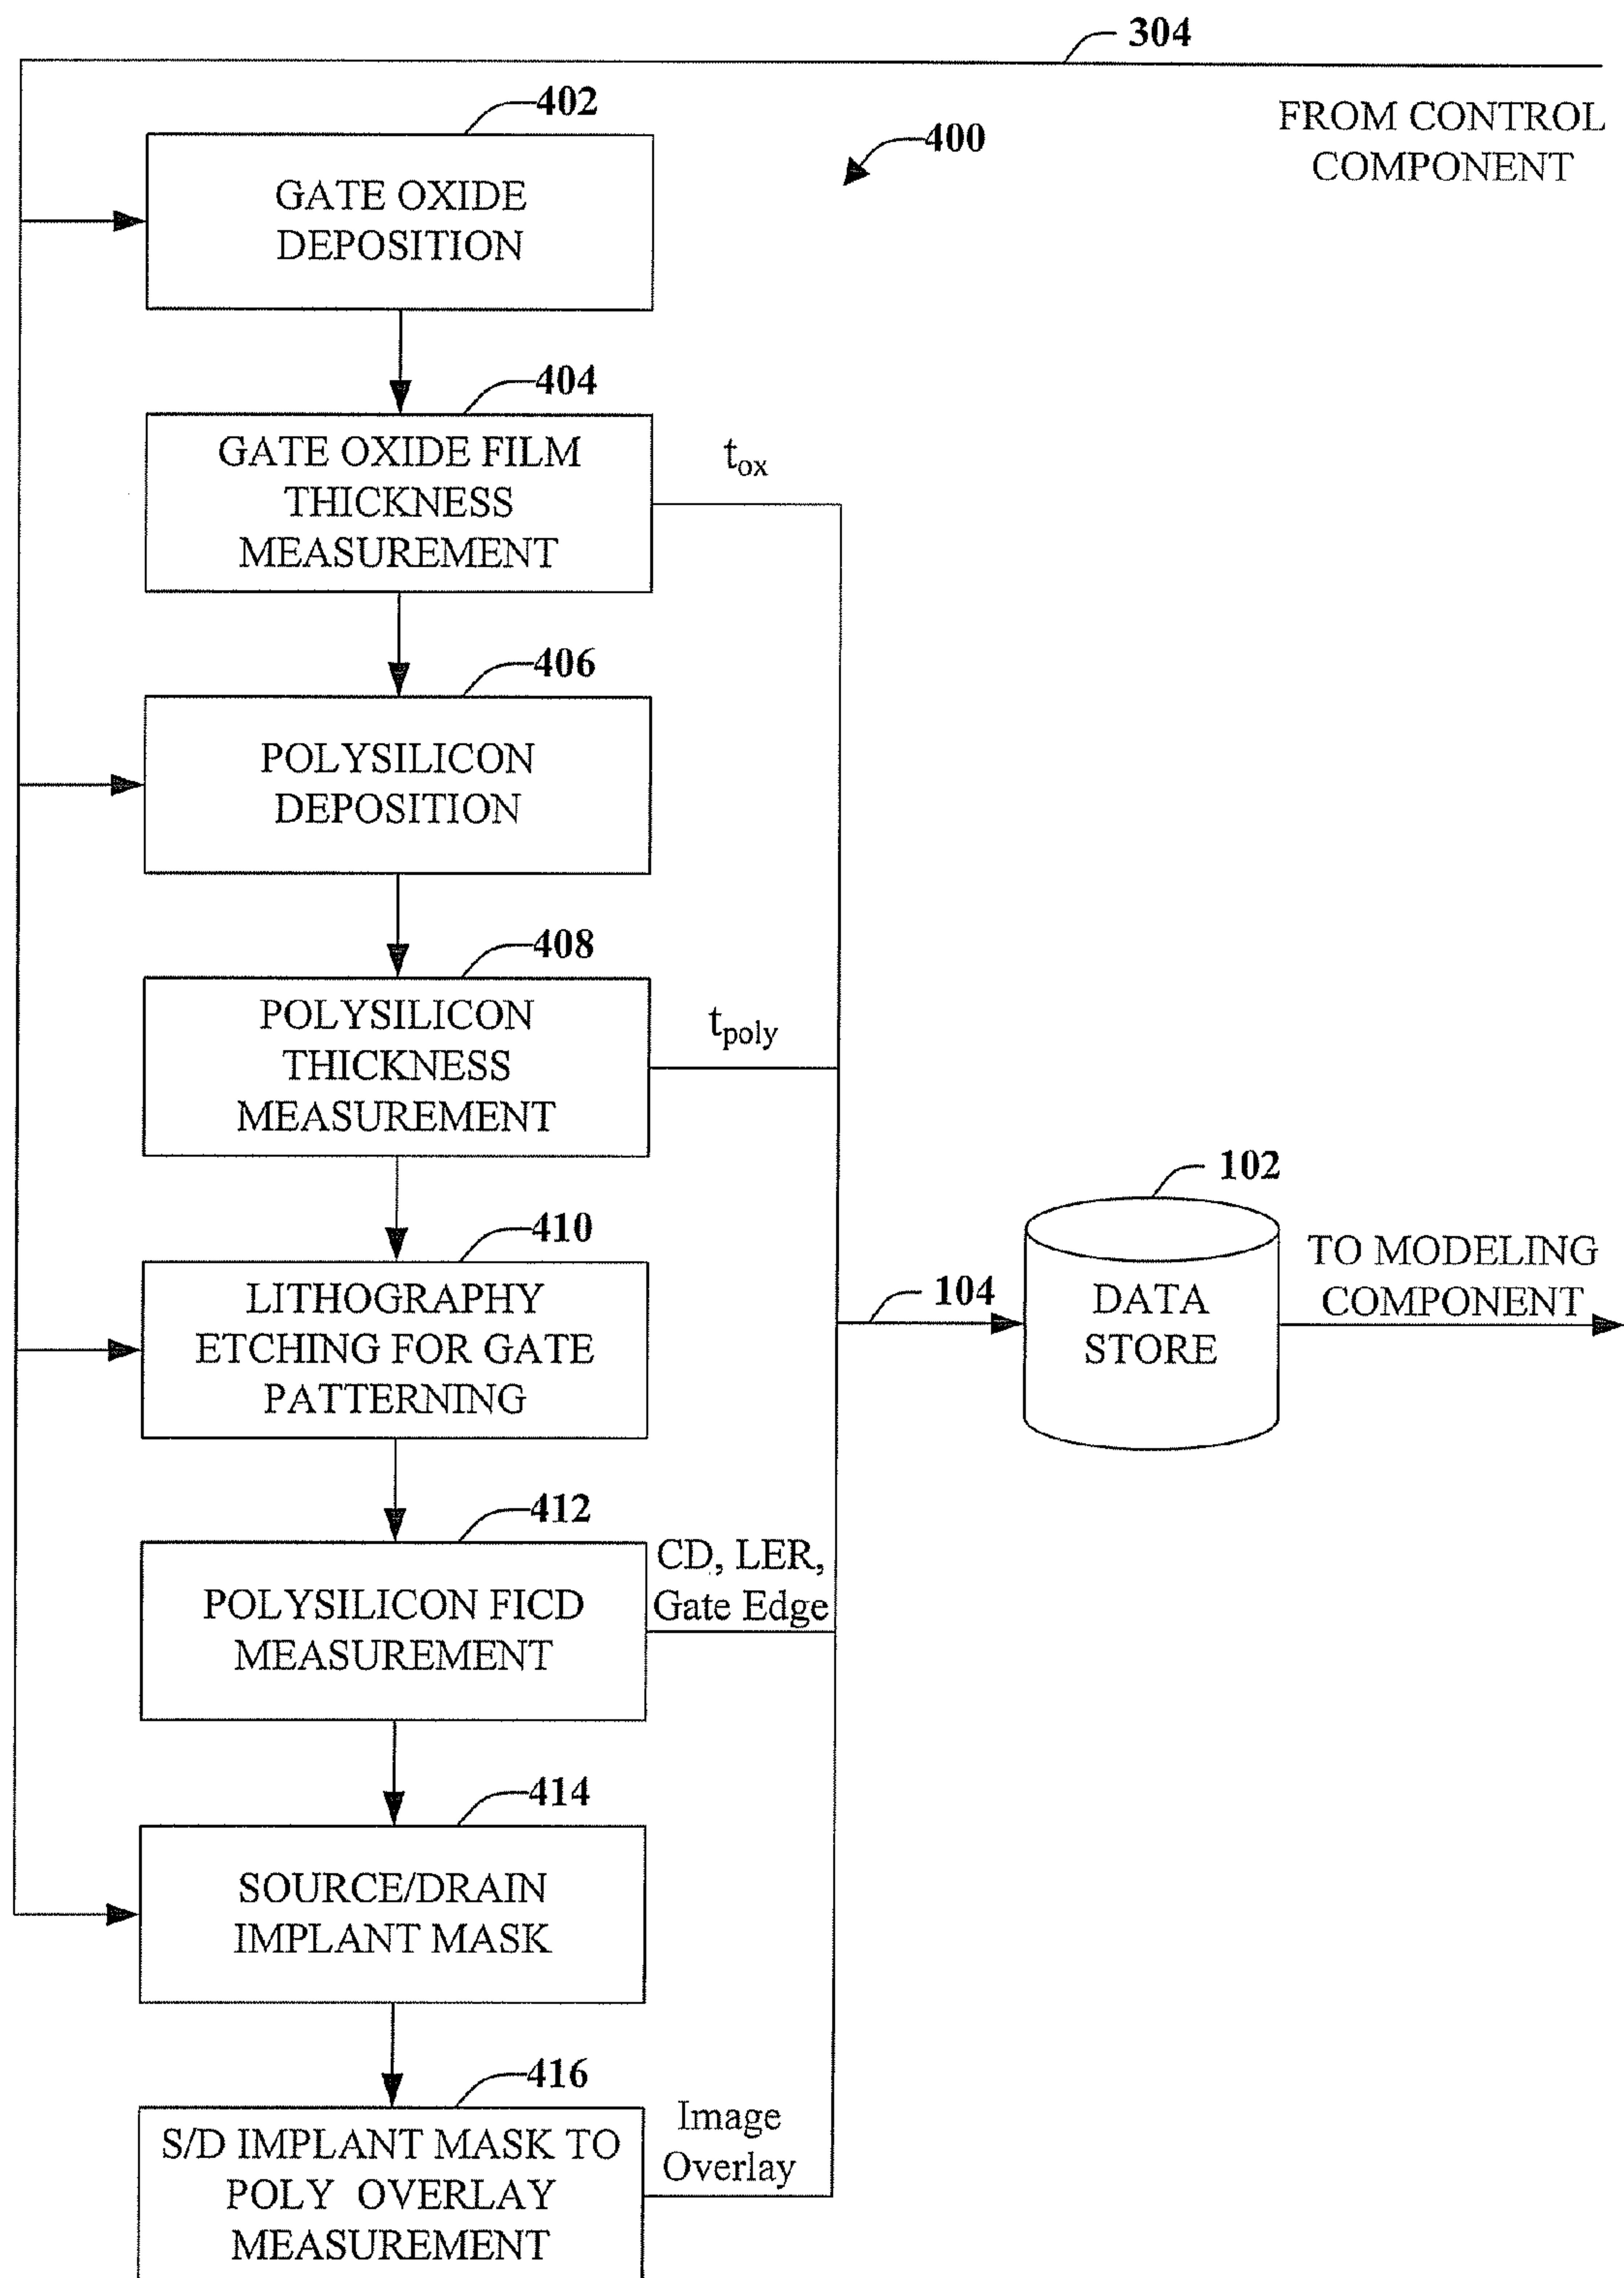 304
FROM CONTROL
COMPONENT
400
402
GATE OXIDE
DEPOSITION
404
GATE OXIDE FILM
THICKNESS
MEASUREMENT
tox
406
POLYSILICON
DEPOSITION
408
POLYSILICON
THICKNESS
MEASUREMENT
tpoly
410
LITHOGRAPHY
ETCHING FOR GATE
PATTERNING
104
102
DATA
STORE
TO MODELING
COMPONENT
412
POLYSILICON FICD
MEASUREMENT
CD, LER,
Gate Edge
414
SOURCE/DRAIN
IMPLANT MASK
416
S/D IMPLANT MASK TO
POLY OVERLAY
MEASUREMENT
Image
Overlay